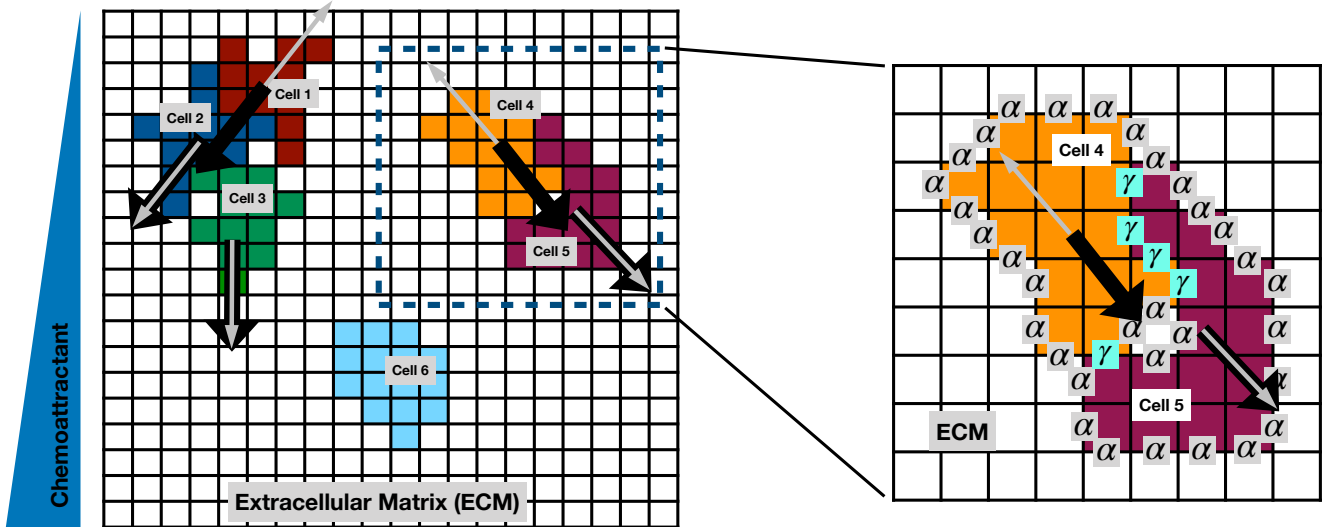 Cell 1
Cell 2
Cell 3
Cell 4
Cell 5
Cell 6
Chemoattractant
Extracellular Matrix (ECM)
α α α
α α
α Cell 4 α
α γ α
α α
α γ α
α γ α
α γ α
α
α α α α
α γ α
α α
Cell 5
α α
ECM
α α α α